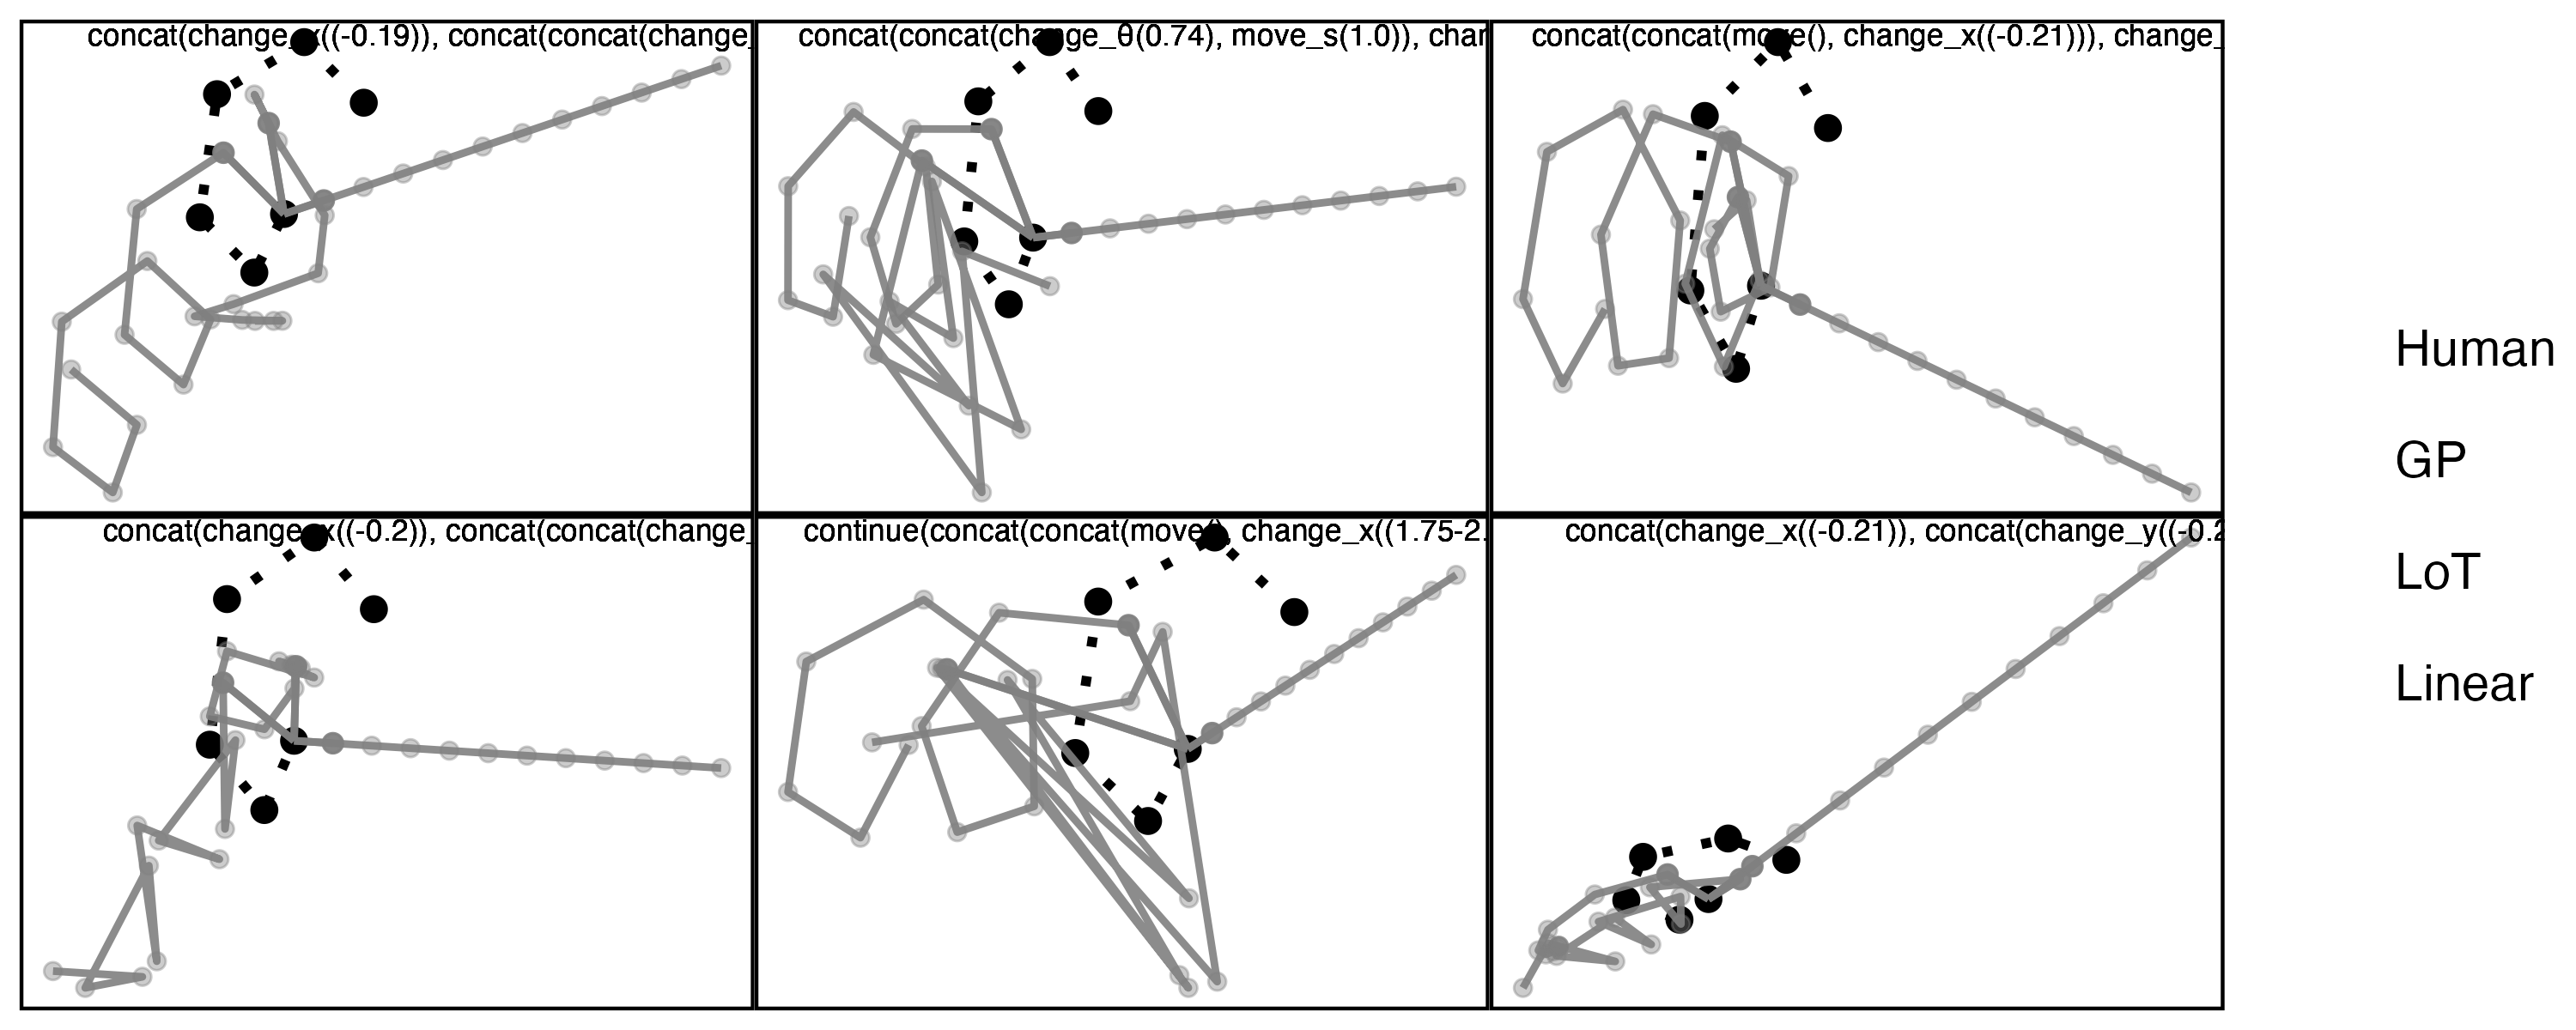 concat(change_x((-0.19)), concat(concat(change_
concat(concat(change_θ(0.74), move_s(1.0)), char
concat(concat(move(), change_x((-0.21))), change_
concat(change_x((-0.2)), concat(concat(change_
continue(concat(concat(move(), change_x((1.75-2.
concat(change_x((-0.21)), concat(change_y((-0.2
Human
GP
LoT
Linear